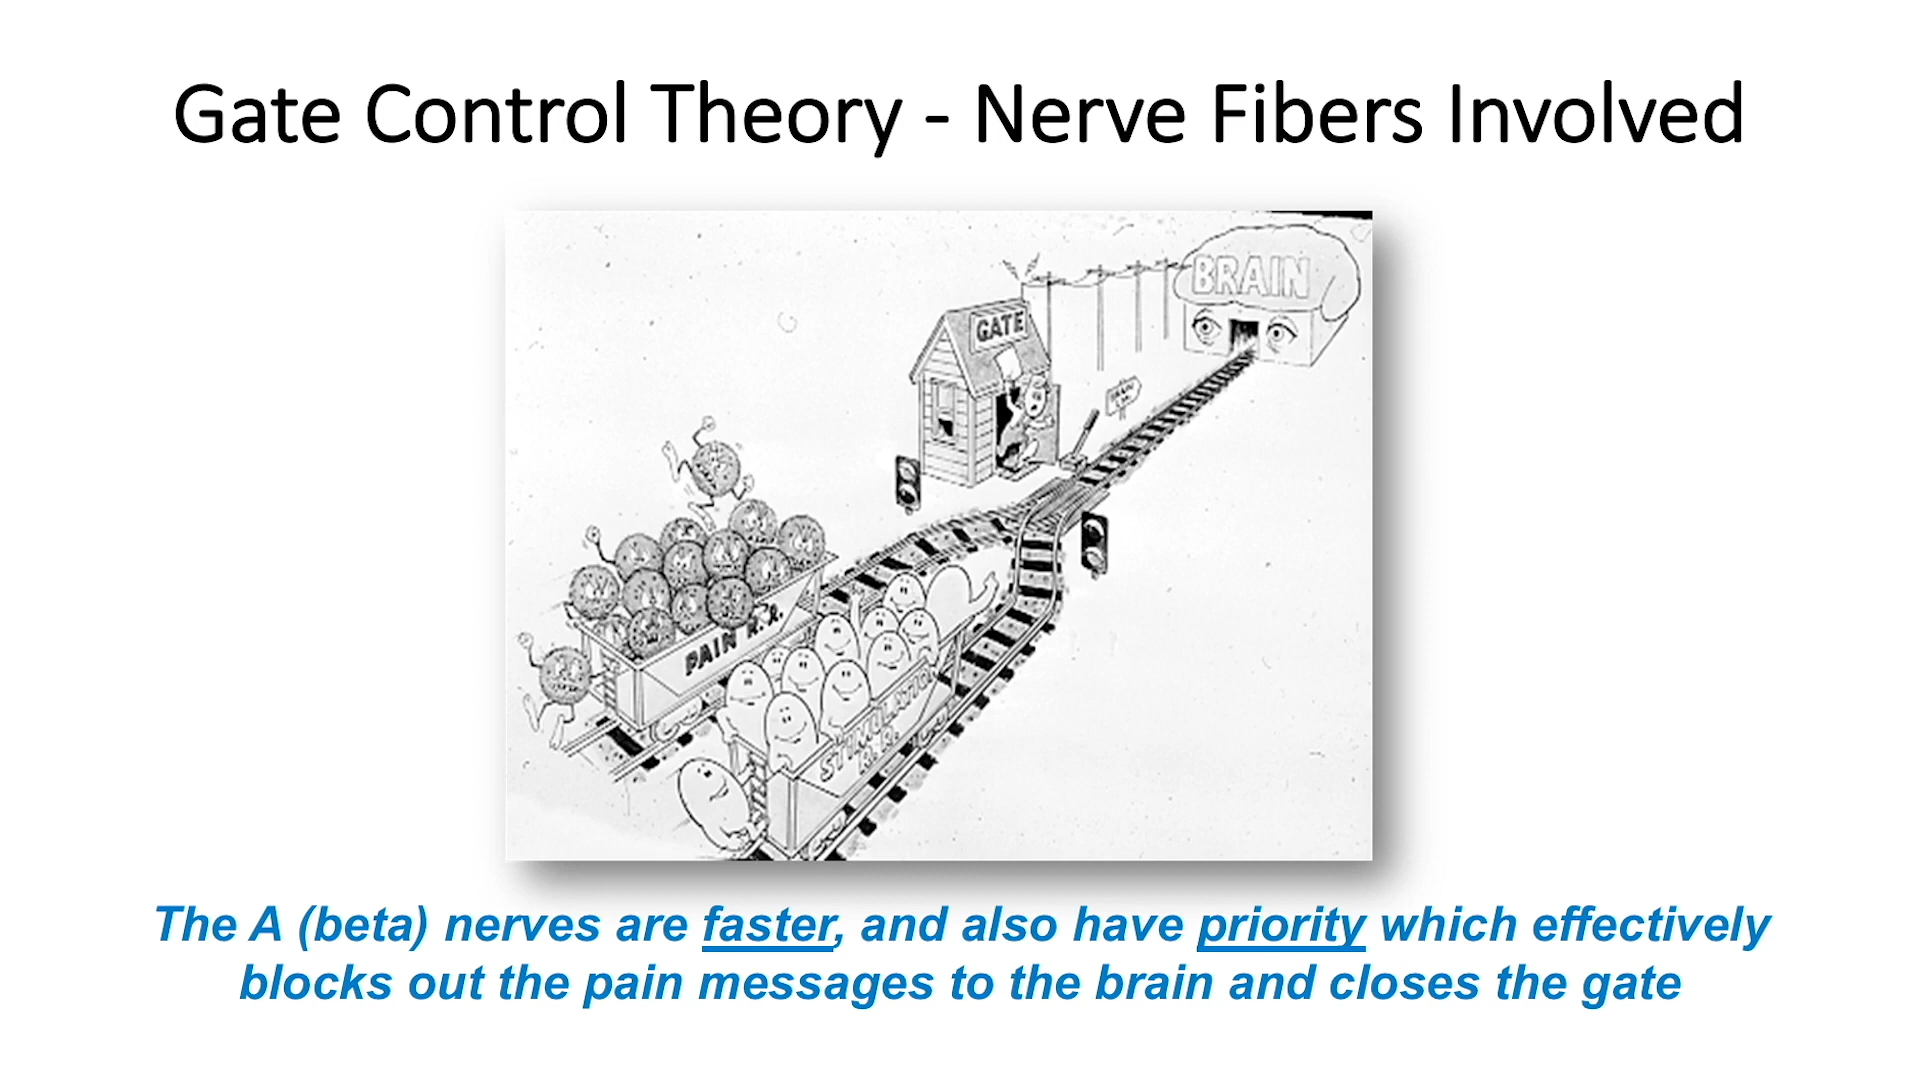 Gate Control Theory - Nerve Fibers Involved
BRAIN
GATE
PAIN R.R.
STIMULATION
R.R.
The A (beta) nerves are faster, and also have priority which effectively
blocks out the pain messages to the brain and closes the gate